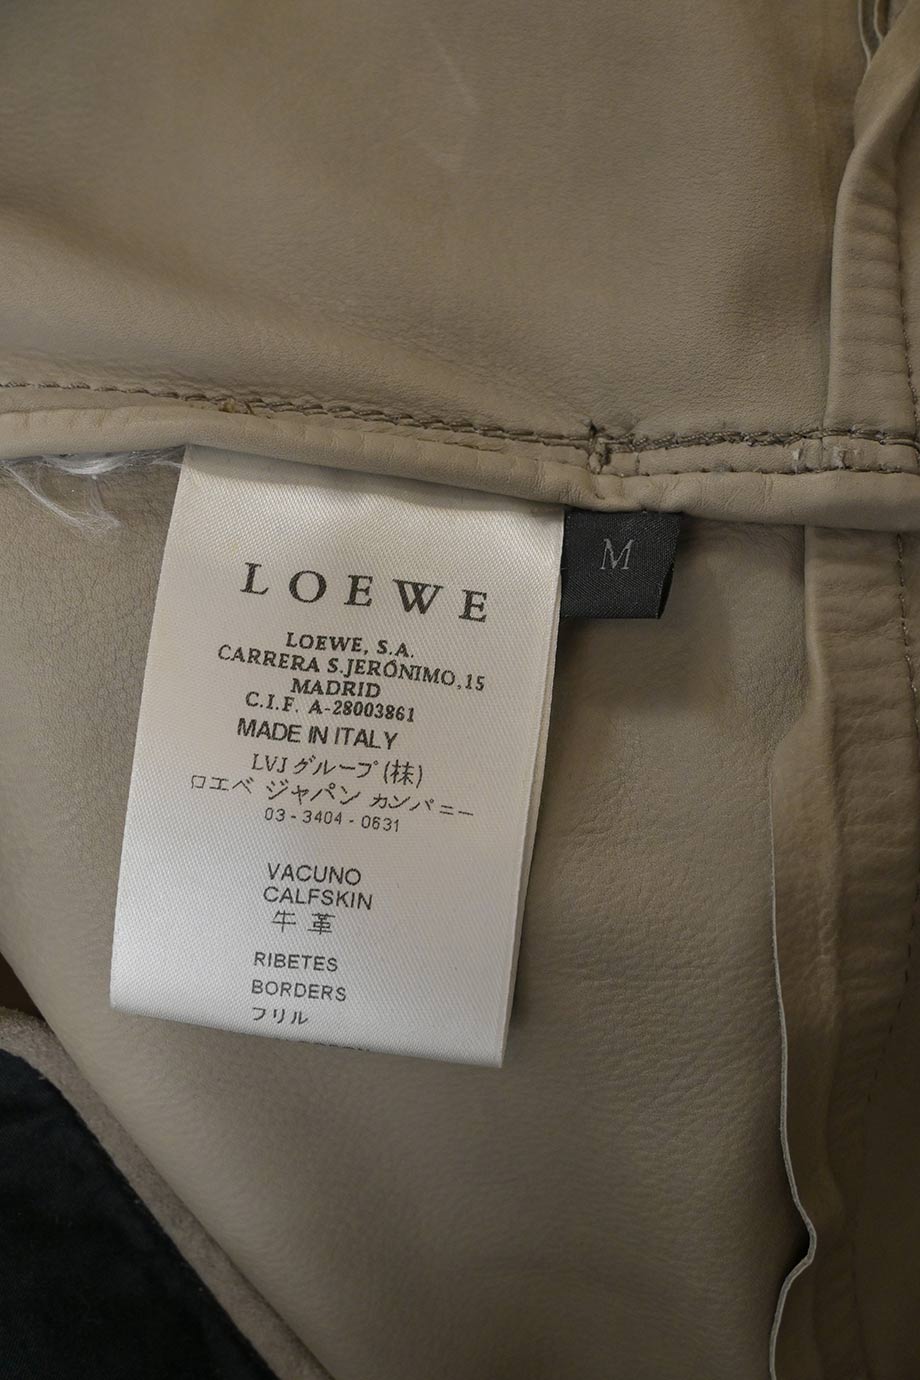 LOEWE
M
LOEWE, S.A.
CARRERA S.JERÓNIMO,15
MADRID
C.I.F. A-28003861
MADE IN ITALY
LVJ グループ(株)
ロエベ ジャパン カンパニー
03-3404-0631
VACUNO
CALFSKIN
牛革
RIBETES
BORDERS
フリル